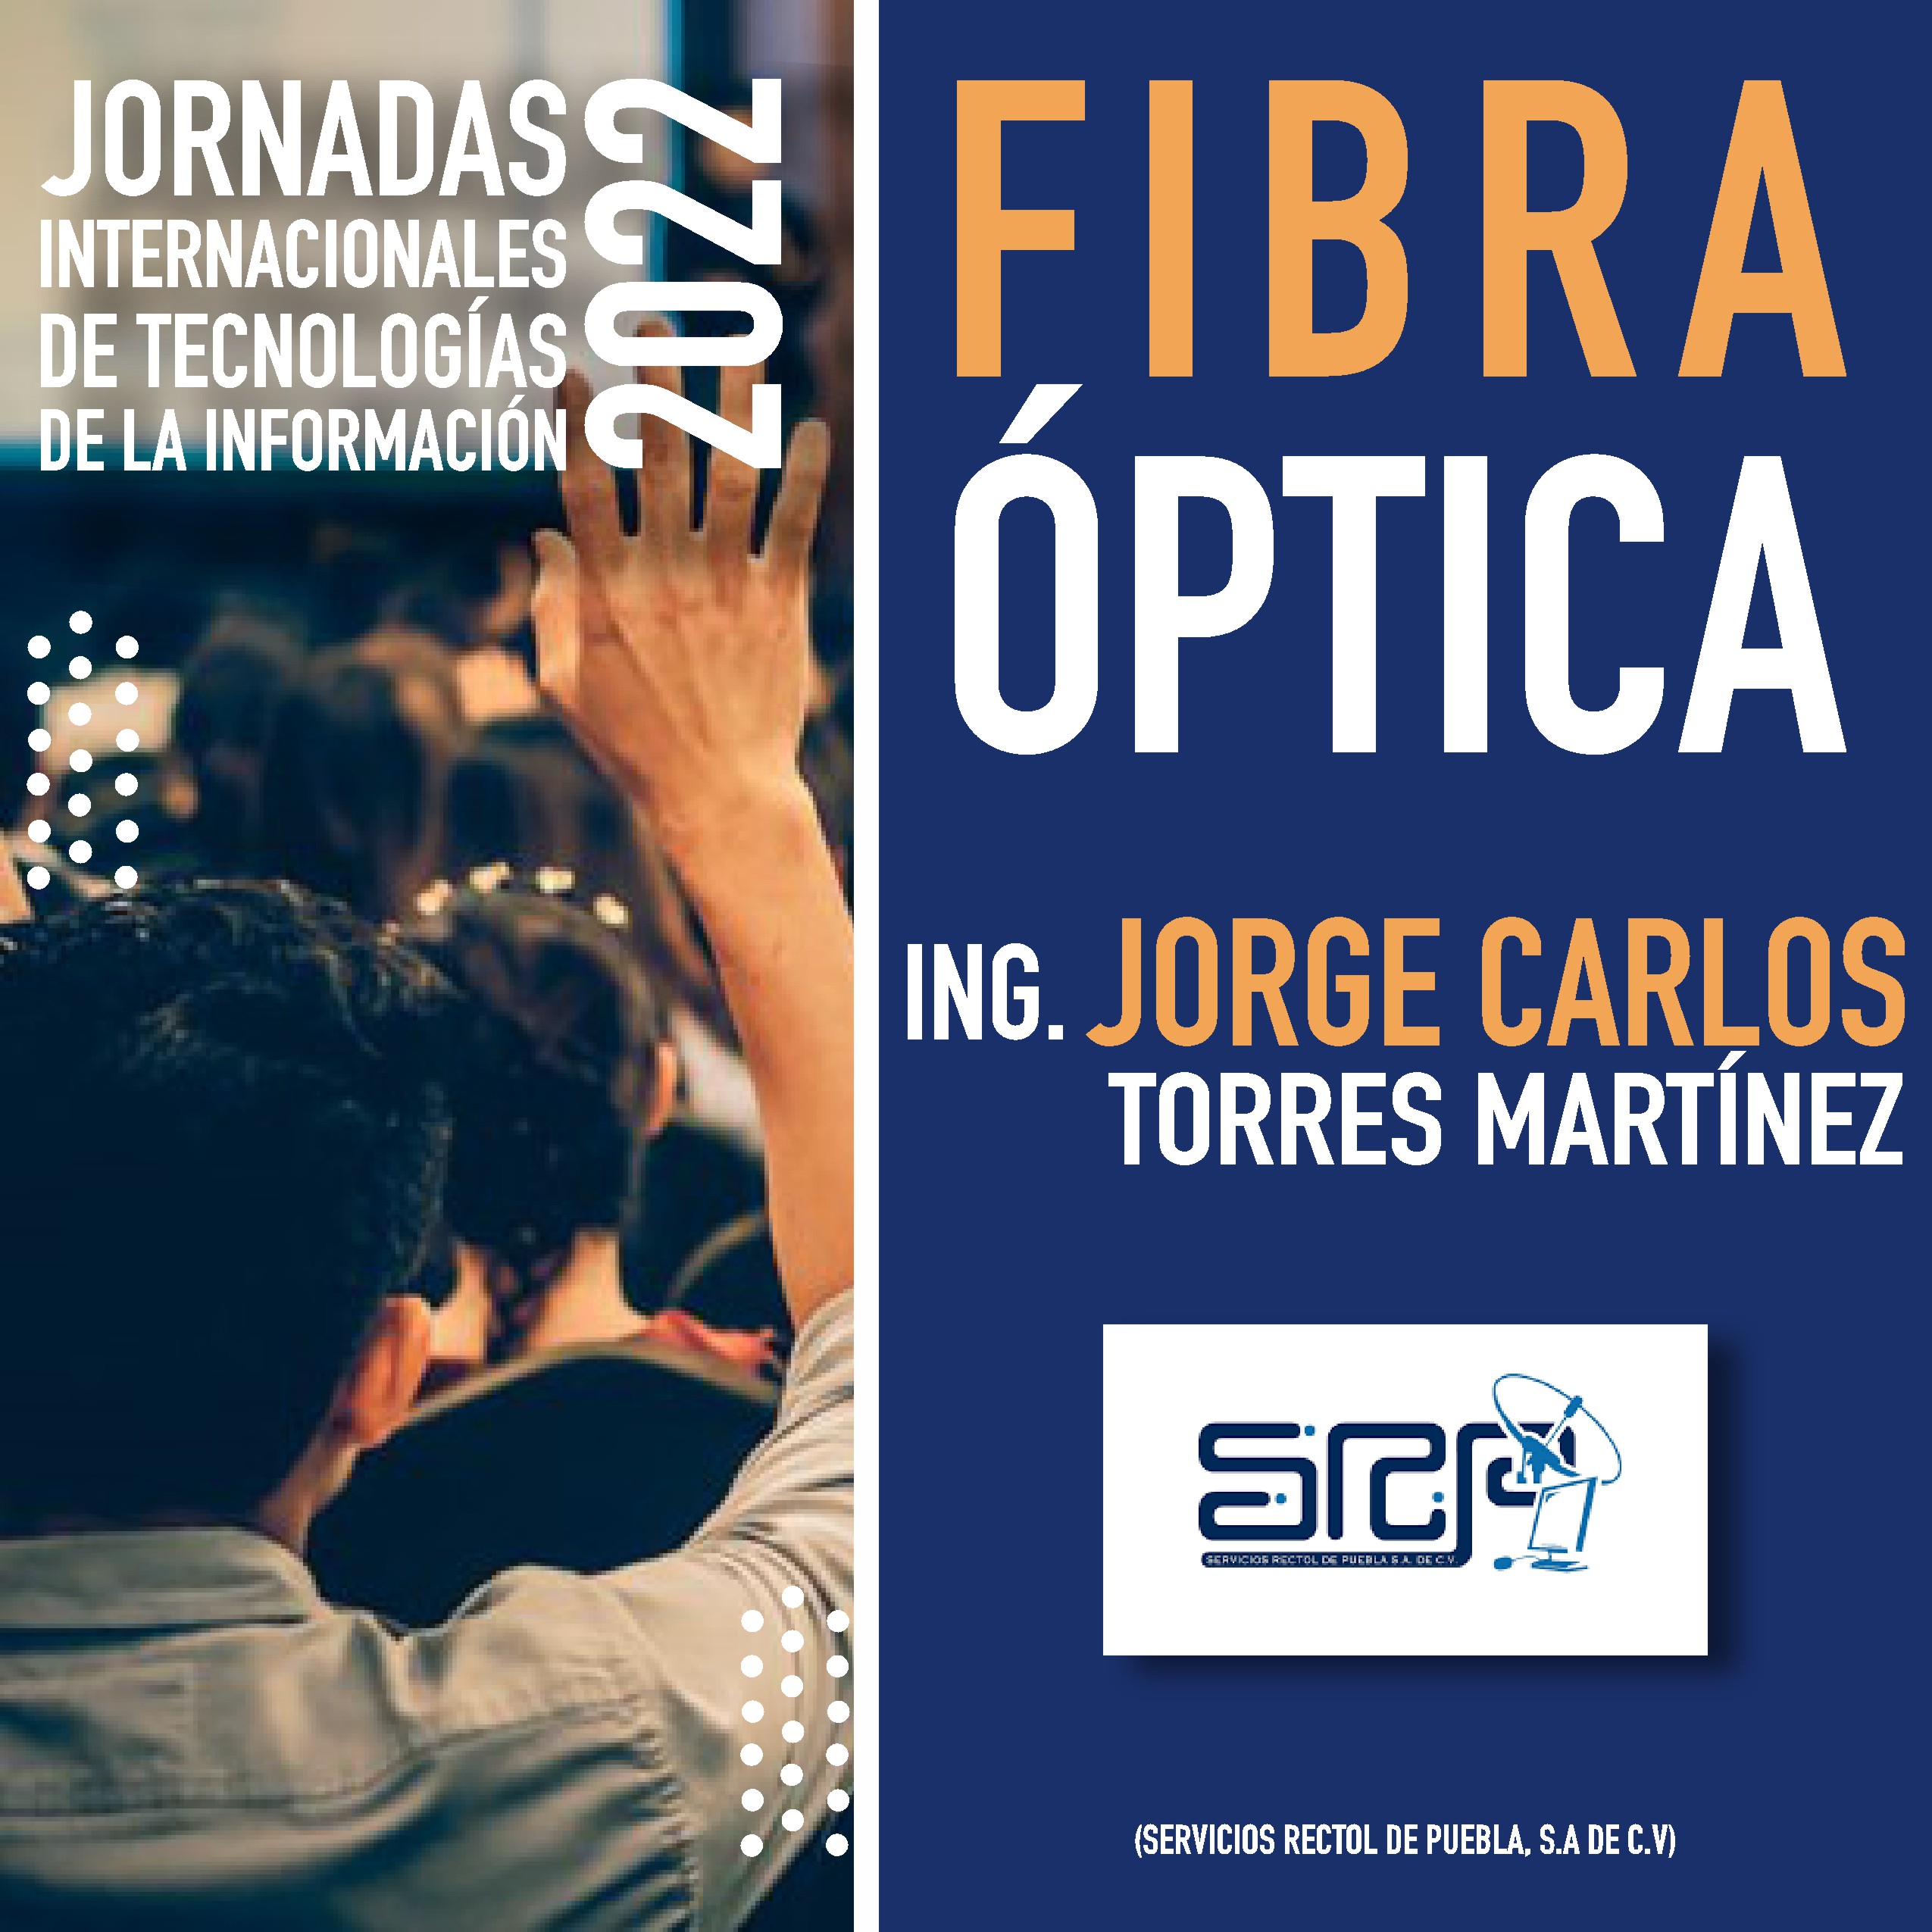 JORNADAS
INTERNACIONALES
DE TECNOLOGÍAS
DE LA INFORMACIÓN
2022
FIBRA
ÓPTICA
ING. JORGE CARLOS
TORRES MARTÍNEZ
SRP
SERVICIOS RECTOL DE PUEBLA S.A. DE C.V.
(SERVICIOS RECTOL DE PUEBLA, S.A DE C.V)